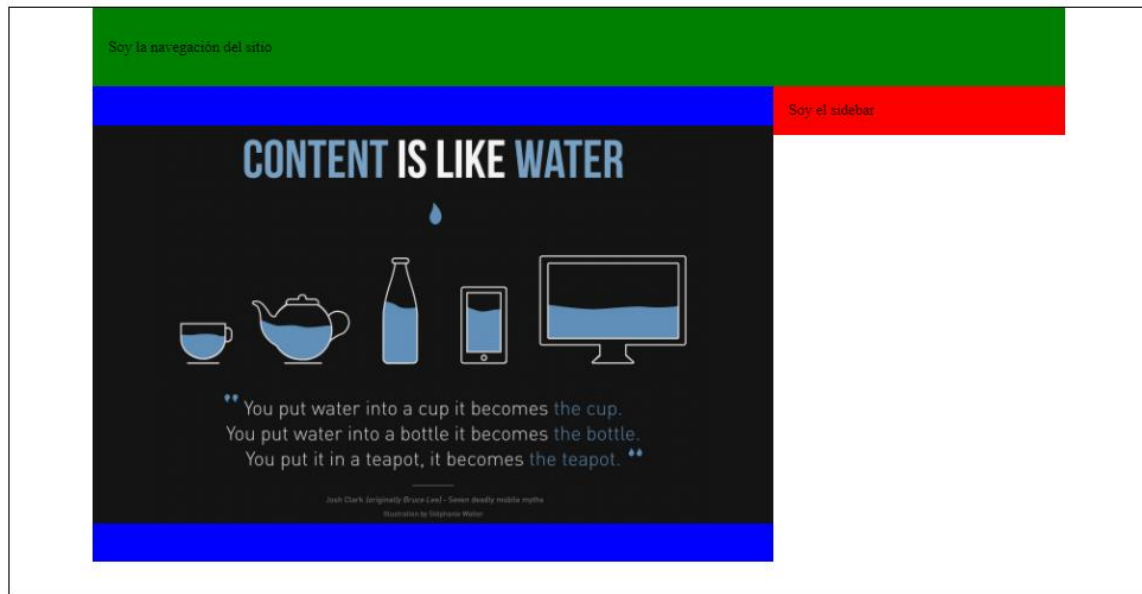 Soy la navegación del sitio
Soy el sidebar
CONTENT IS LIKE WATER
"You put water into a cup it becomes the cup.
You put water into a bottle it becomes the bottle.
You put it in a teapot, it becomes the teapot."
Josh Clark (originally Bruce Lee) - Seven deadly mobile myths
Illustration by Stéphanie Walter